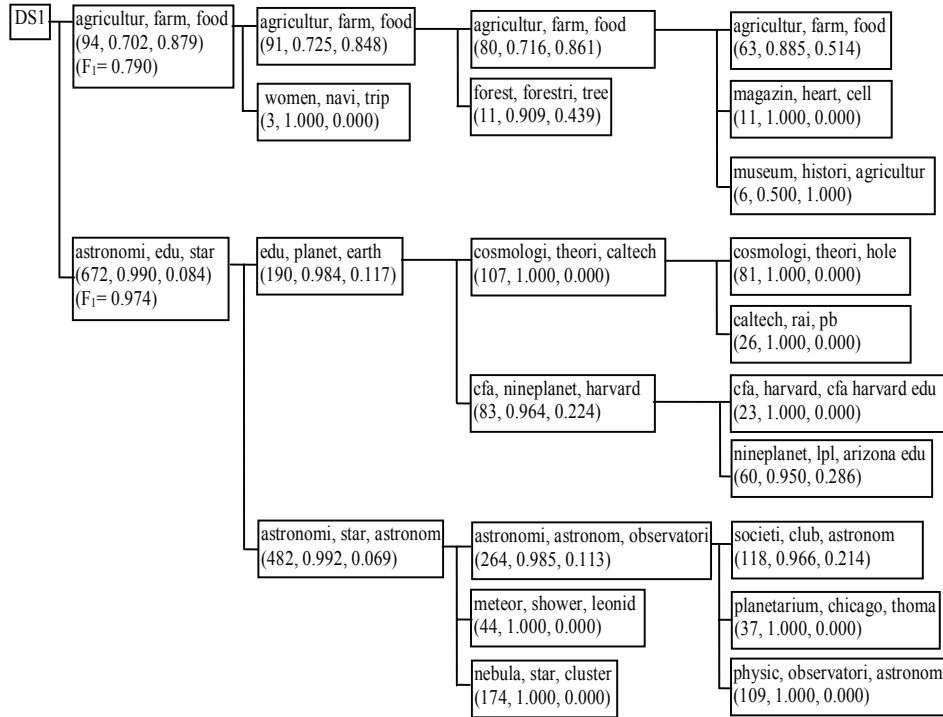 DS1
agricultur, farm, food
(94, 0.702, 0.879)
(F1= 0.790)
agricultur, farm, food
(91, 0.725, 0.848)
agricultur, farm, food
(80, 0.716, 0.861)
agricultur, farm, food
(63, 0.885, 0.514)
women, navi, trip
(3, 1.000, 0.000)
forest, forestri, tree
(11, 0.909, 0.439)
magazin, heart, cell
(11, 1.000, 0.000)
museum, histori, agricultur
(6, 0.500, 1.000)
astronomi, edu, star
(672, 0.990, 0.084)
(F1= 0.974)
edu, planet, earth
(190, 0.984, 0.117)
cosmologi, theori, caltech
(107, 1.000, 0.000)
cosmologi, theori, hole
(81, 1.000, 0.000)
caltech, rai, pb
(26, 1.000, 0.000)
cfa, nineplanet, harvard
(83, 0.964, 0.224)
cfa, harvard, cfa harvard edu
(23, 1.000, 0.000)
nineplanet, lpl, arizona edu
(60, 0.950, 0.286)
astronomi, star, astronom
(482, 0.992, 0.069)
astronomi, astronom, observatori
(264, 0.985, 0.113)
societi, club, astronom
(118, 0.966, 0.214)
meteor, shower, leonid
(44, 1.000, 0.000)
planetarium, chicago, thoma
(37, 1.000, 0.000)
nebula, star, cluster
(174, 1.000, 0.000)
physic, observatori, astronom
(109, 1.000, 0.000)